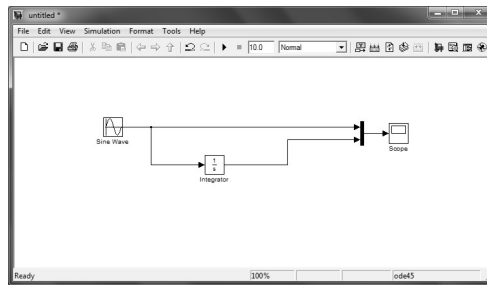 untitled *
File Edit View Simulation Format Tools Help
10.0 Normal
Sine Wave
1
s
Integrator
Scope
Ready 100% ode45